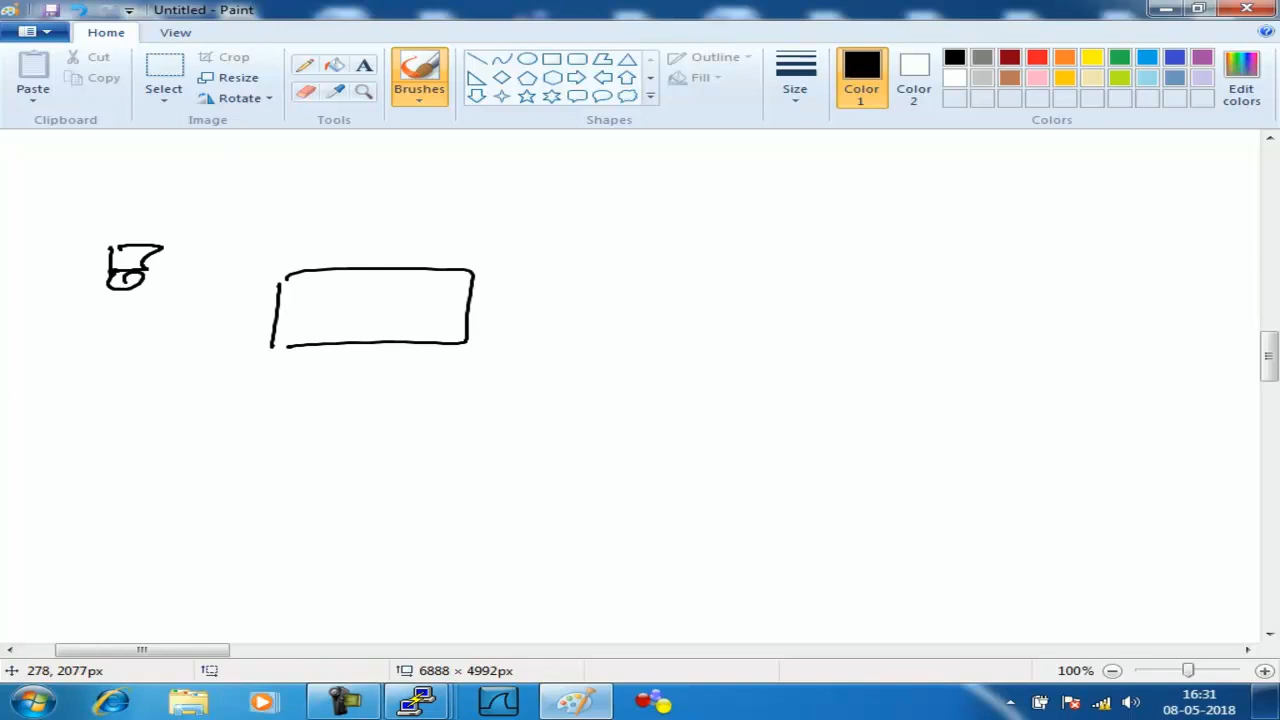 Untitled - Paint
Home View
Paste
Cut
Copy
Clipboard
Select
Crop
Resize
Rotate
Image
Tools
Brushes
Shapes
Outline
Fill
Size
Color 1
Color 2
Colors
Edit colors
278, 2077px
6888 × 4992px
100%
16:31
08-05-2018